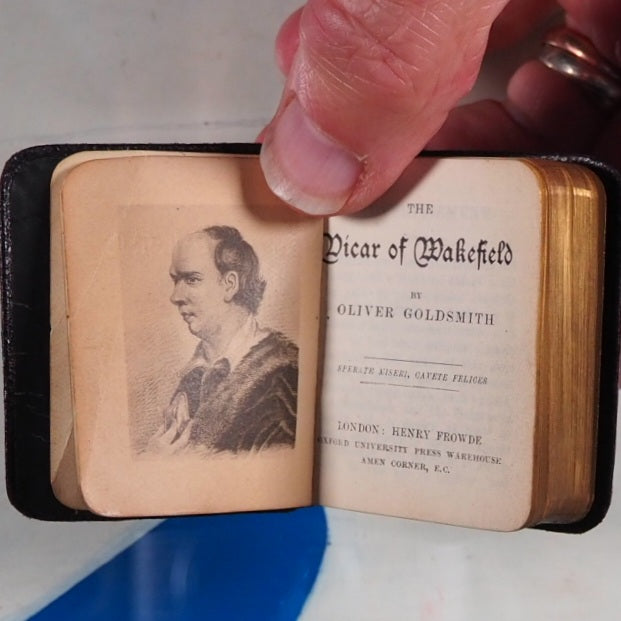 THE
Vicar of Wakefield
BY
OLIVER GOLDSMITH
SPERATE MISERI, CAVETE FELICES
LONDON: HENRY FROWDE
OXFORD UNIVERSITY PRESS WAREHOUSE
AMEN CORNER, E.C.